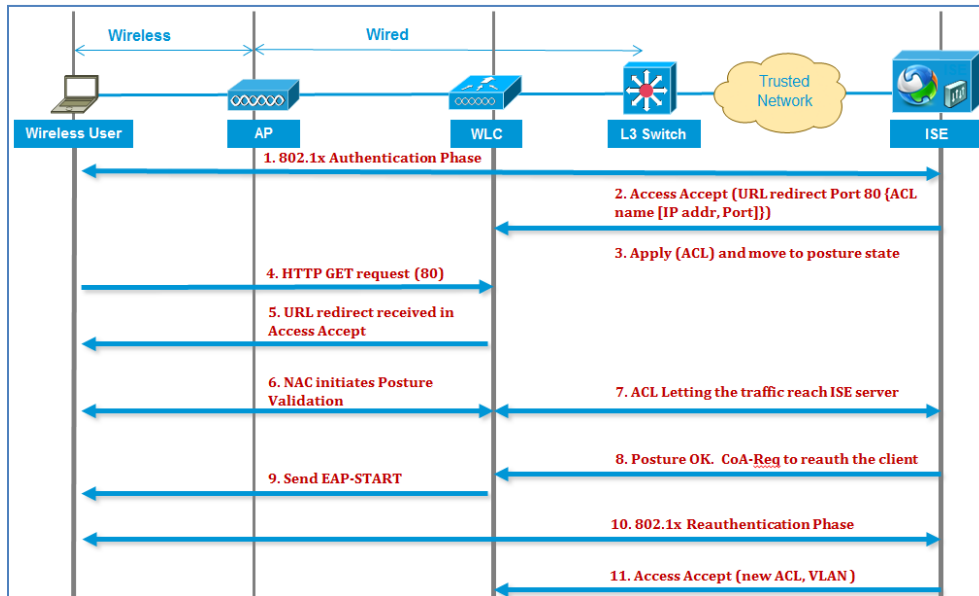 Wireless
Wired
Trusted
Network
Wireless User
AP
WLC
L3 Switch
ISE
1. 802.1x Authentication Phase
2. Access Accept (URL redirect Port 80 {ACL
name [IP addr, Port]})
3. Apply (ACL) and move to posture state
4. HTTP GET request (80)
5. URL redirect received in
Access Accept
6. NAC initiates Posture
Validation
7. ACL Letting the traffic reach ISE server
8. Posture OK.  CoA-Req to reauth the client
9. Send EAP-START
10. 802.1x Reauthentication Phase
11. Access Accept (new ACL, VLAN )